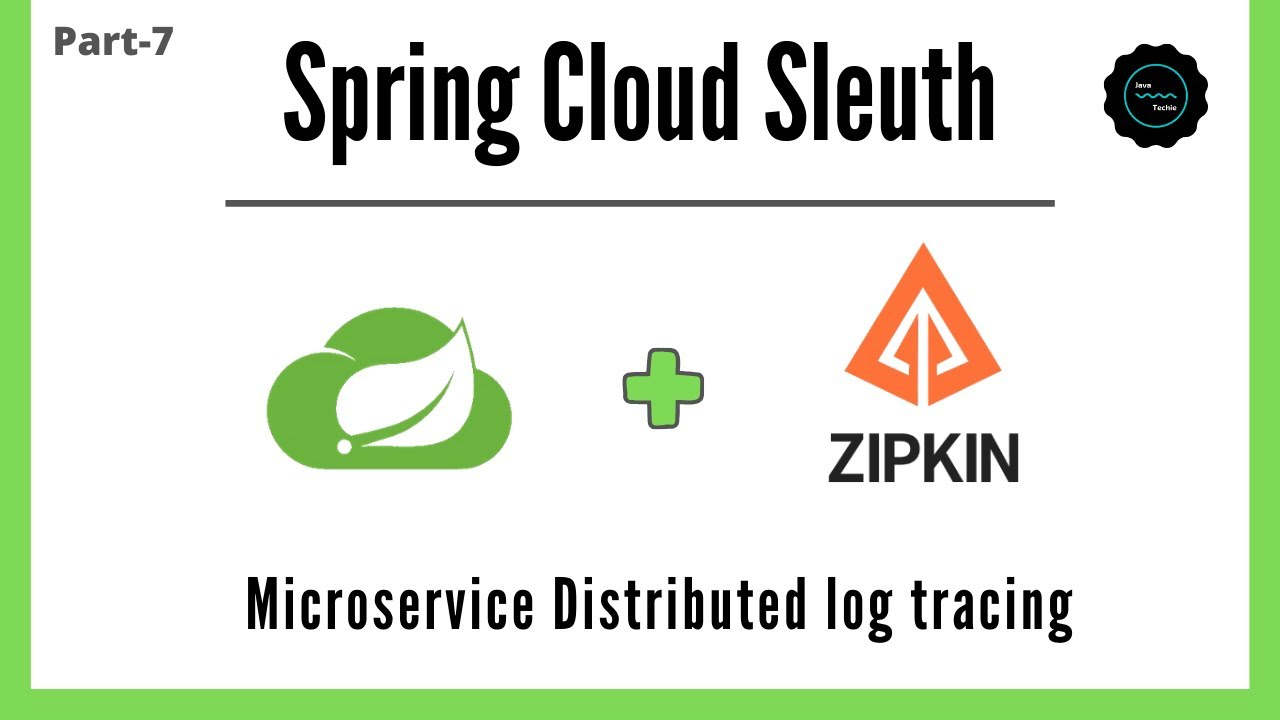 Part-7
Spring Cloud Sleuth
Java
Techie
ZIPKIN
Microservice Distributed log tracing